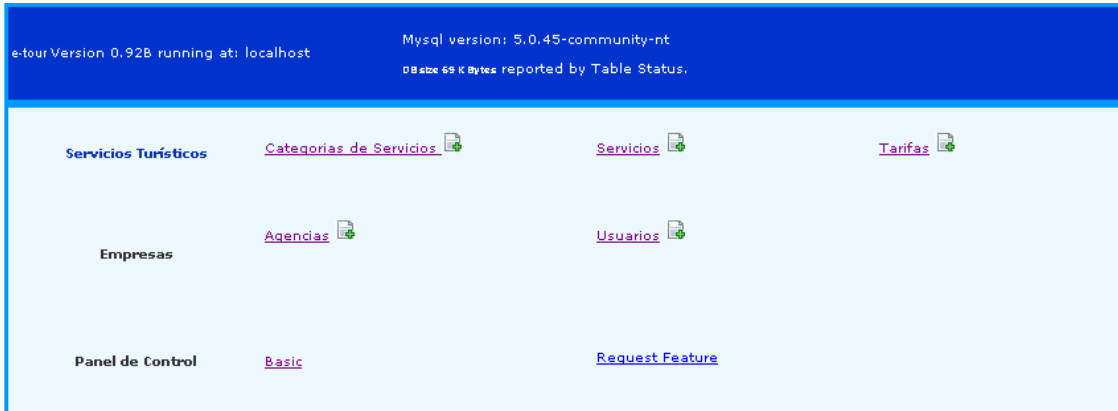 e-tour Version 0.92B running at: localhost
Mysql version: 5.0.45-community-nt
DB size 69 K Bytes reported by Table Status.
Servicios Turísticos
Categorias de Servicios
Servicios
Tarifas
Empresas
Agencias
Usuarios
Panel de Control
Basic
Request Feature